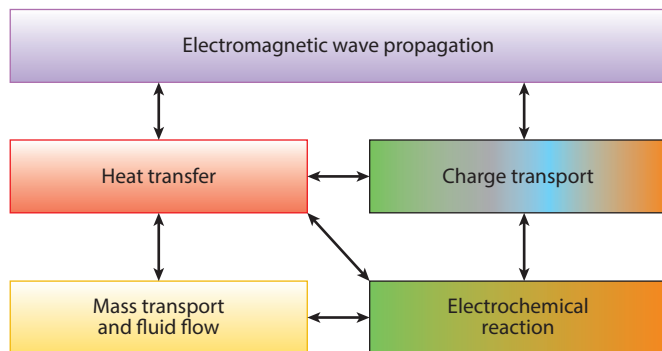 Electromagnetic wave propagation
Heat transfer
Charge transport
Mass transport
and fluid flow
Electrochemical
reaction